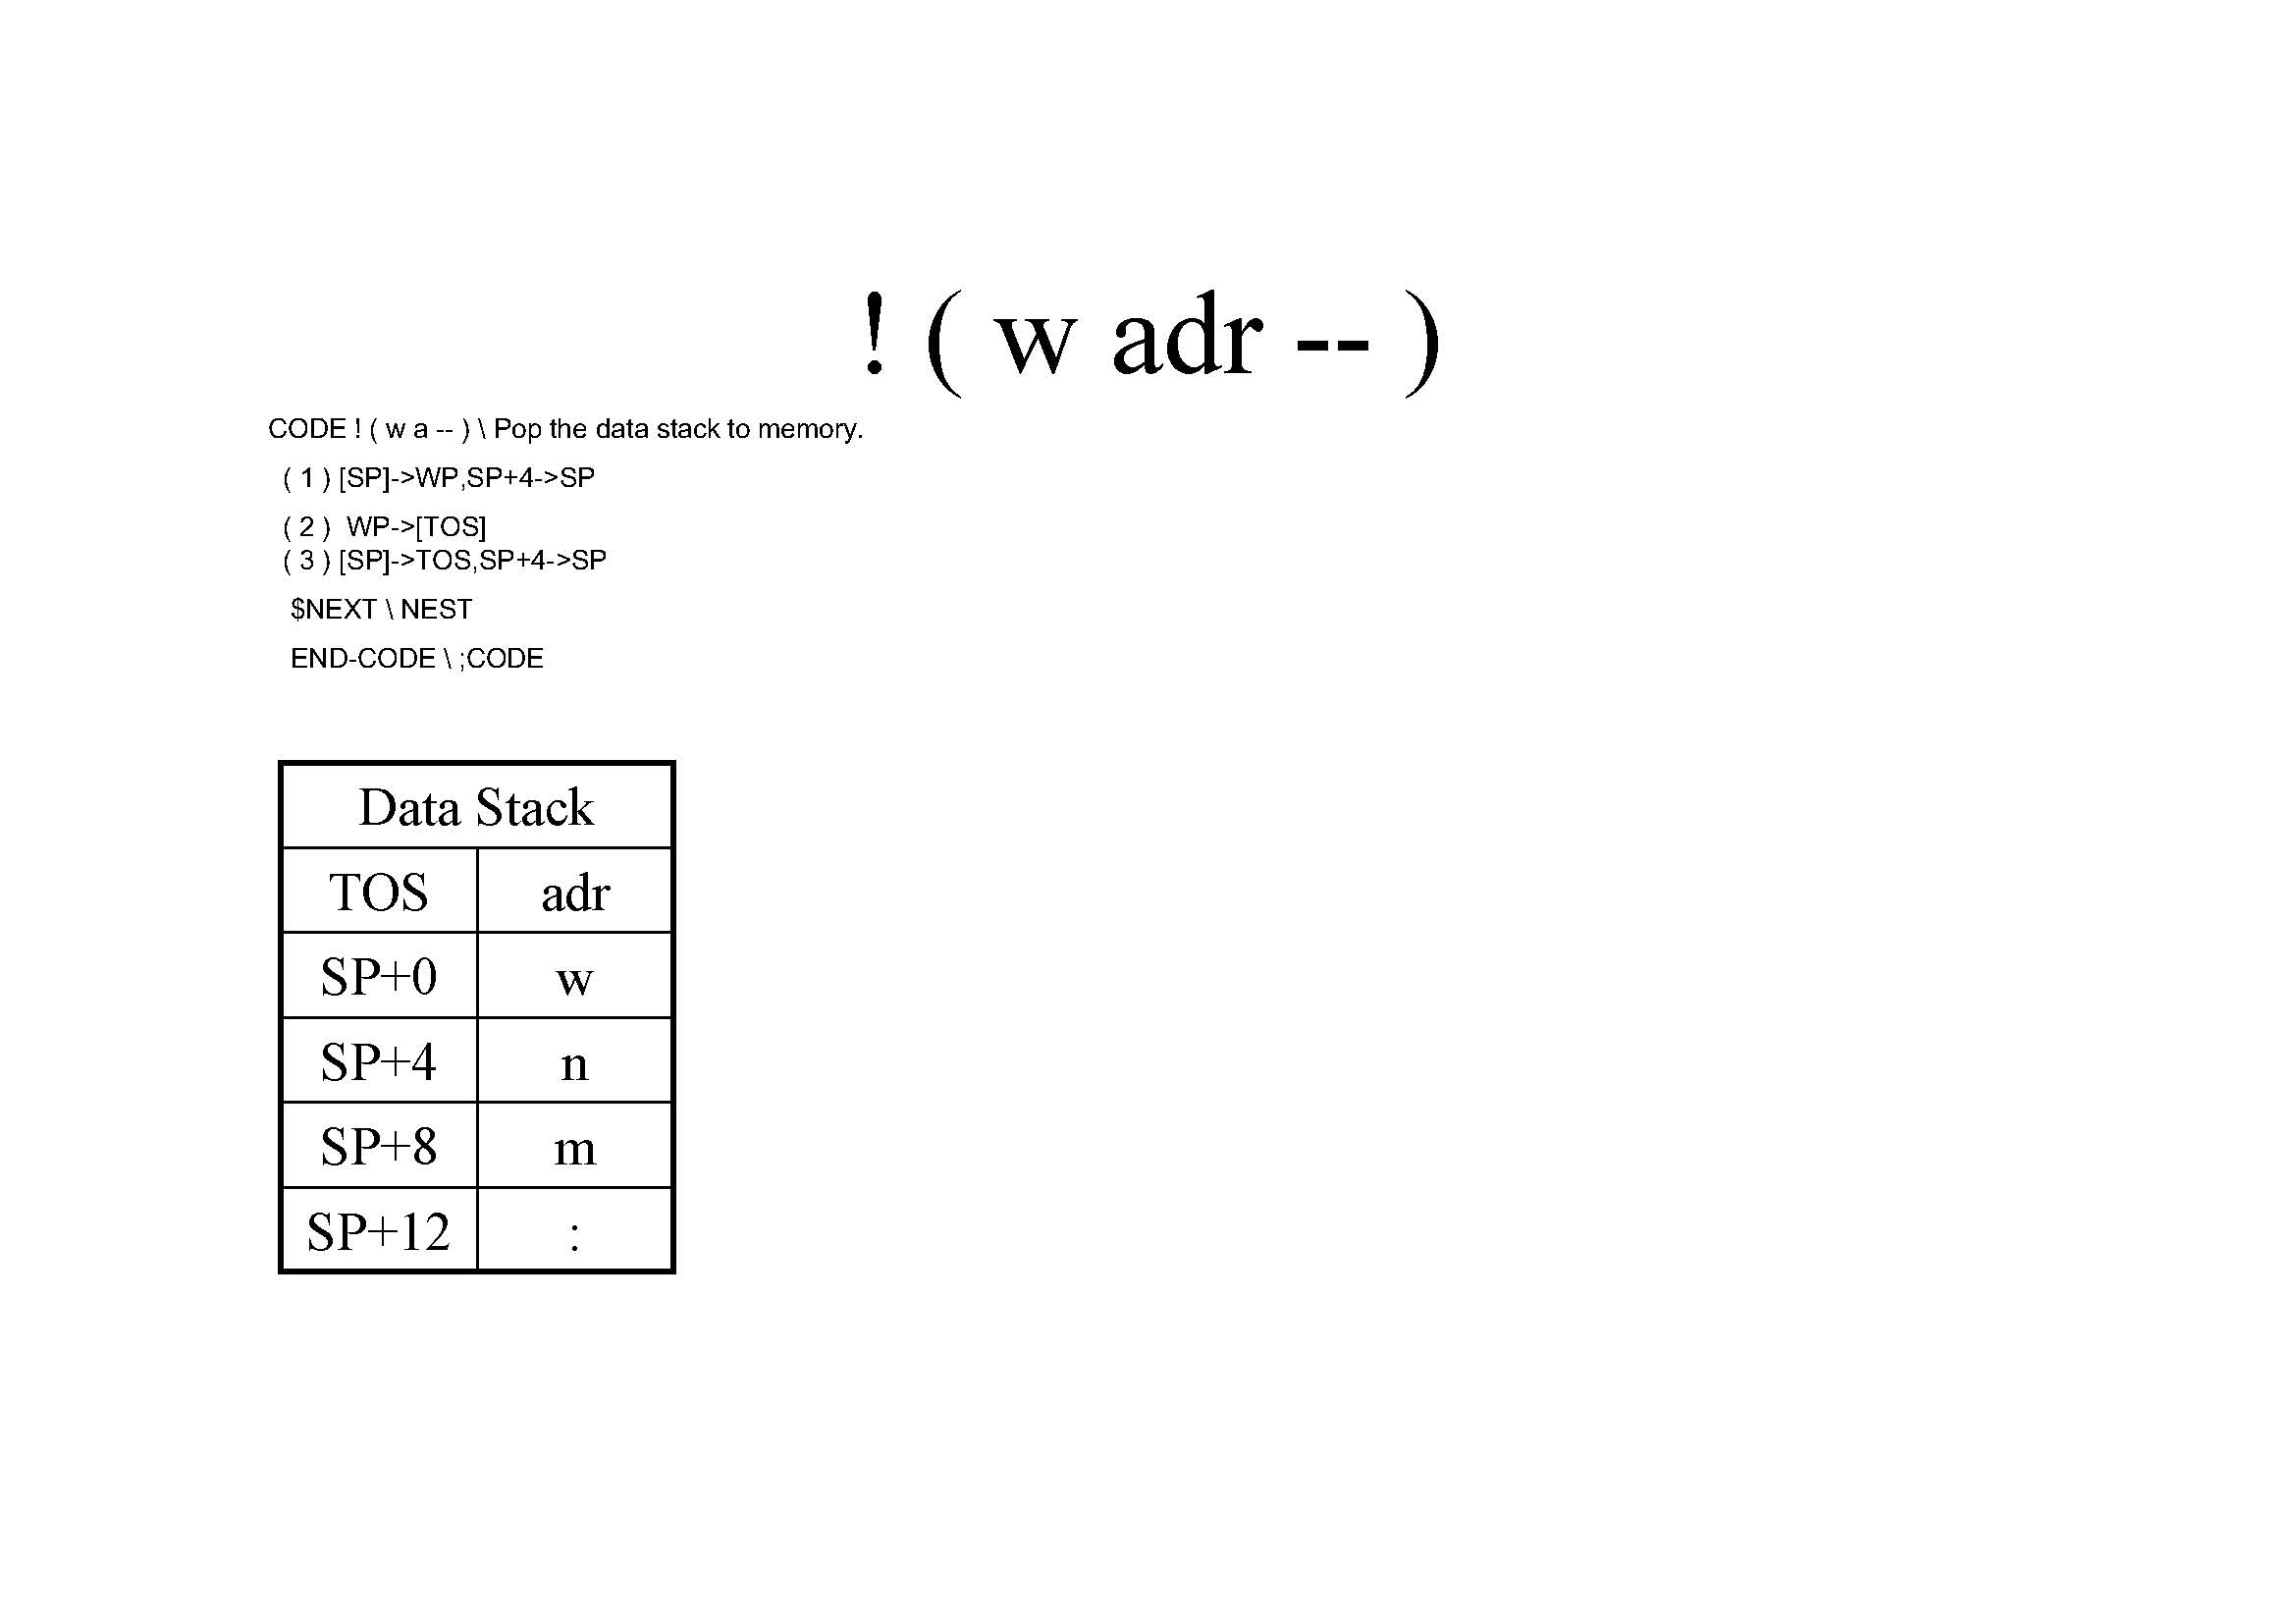 ! ( w adr -- )
CODE ! ( w a -- ) \ Pop the data stack to memory.
( 1 ) [SP]->WP,SP+4->SP
( 2 )  WP->[TOS]
( 3 ) [SP]->TOS,SP+4->SP
$NEXT \ NEST
END-CODE \ ;CODE
Data Stack
TOS adr
SP+0 w
SP+4 n
SP+8 m
SP+12 :